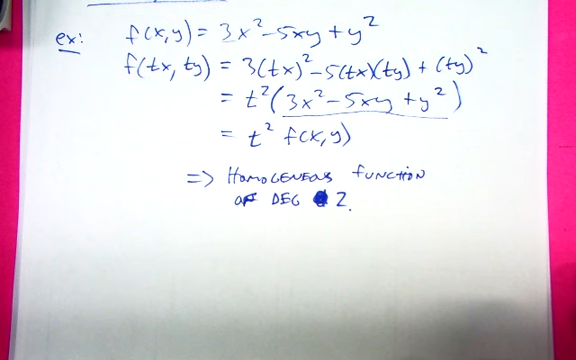 ex: f(x,y) = 3x² - 5xy + y²
f(tx, ty) = 3(tx)² - 5(tx)(ty) + (ty)²
= t² (3x² - 5xy + y²)
= t² f(x,y)
=> HOMOGENEOUS FUNCTION
OF DEG 2.